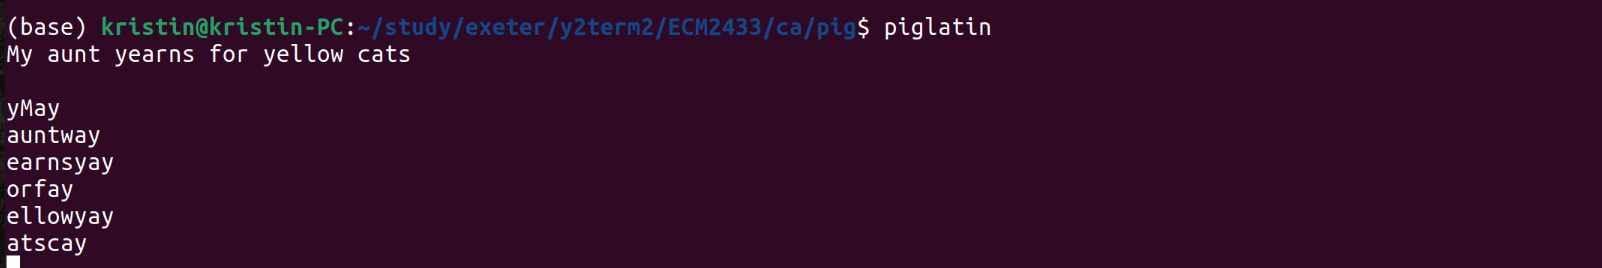 (base) kristin@kristin-PC:~/study/exeter/y2term2/ECM2433/ca/pig$ piglatin
My aunt yearns for yellow cats
yMay
auntway
earnsyay
orfay
ellowyay
atscay